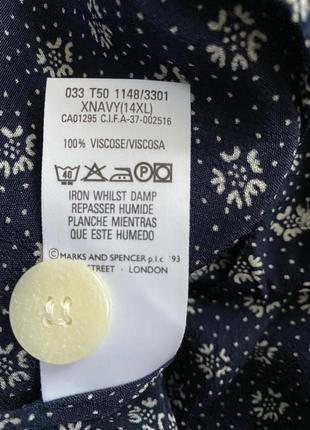 033 T50 1148/3301
XNAVY(14XL)
CA01295 C.I.F.A-37-002516
100% VISCOSE/VISCOSA
40 P
IRON WHILST DAMP
REPASSER HUMIDE
PLANCHE MIENTRAS
QUE ESTE HUMEDO
© MARKS AND SPENCER p.l.c 93
STREET · LONDON